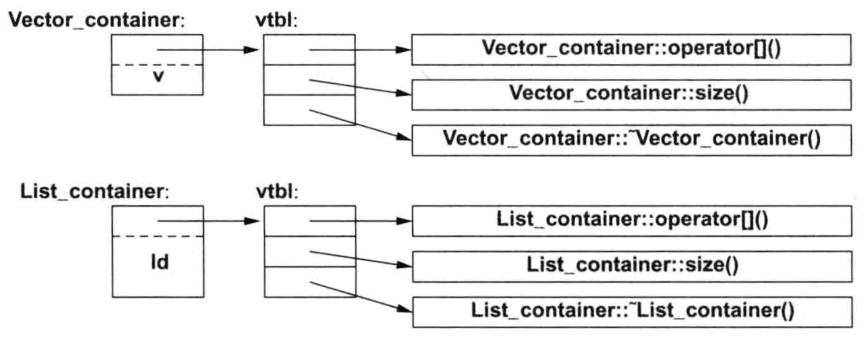 Vector_container: vtbl:
Vector_container::operator[]()
v
Vector_container::size()
Vector_container::~Vector_container()
List_container: vtbl:
List_container::operator[]()
ld
List_container::size()
List_container::~List_container()